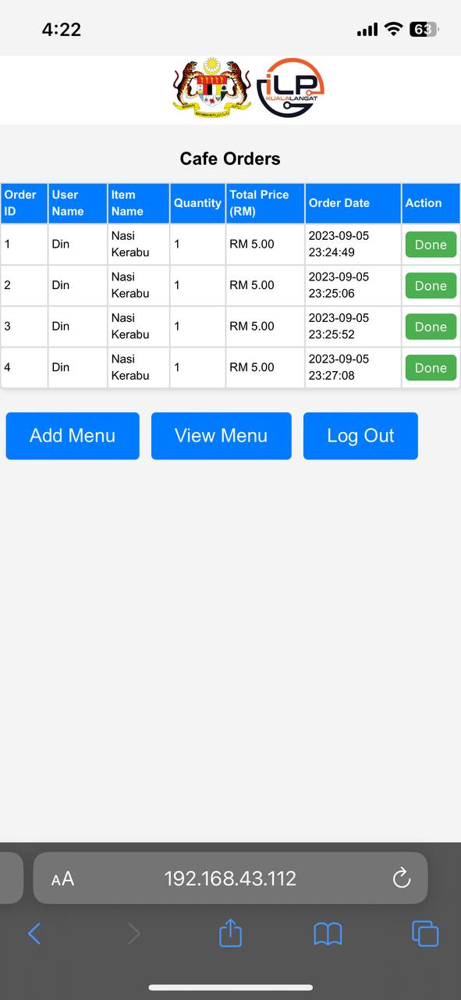 4:22
63
iLP
KUALALANGAT
Cafe Orders
Order ID User Name Item Name Quantity Total Price (RM) Order Date Action
1 Din Nasi Kerabu 1 RM 5.00 2023-09-05 23:24:49 Done
2 Din Nasi Kerabu 1 RM 5.00 2023-09-05 23:25:06 Done
3 Din Nasi Kerabu 1 RM 5.00 2023-09-05 23:25:52 Done
4 Din Nasi Kerabu 1 RM 5.00 2023-09-05 23:27:08 Done
Add Menu View Menu Log Out
AA 192.168.43.112